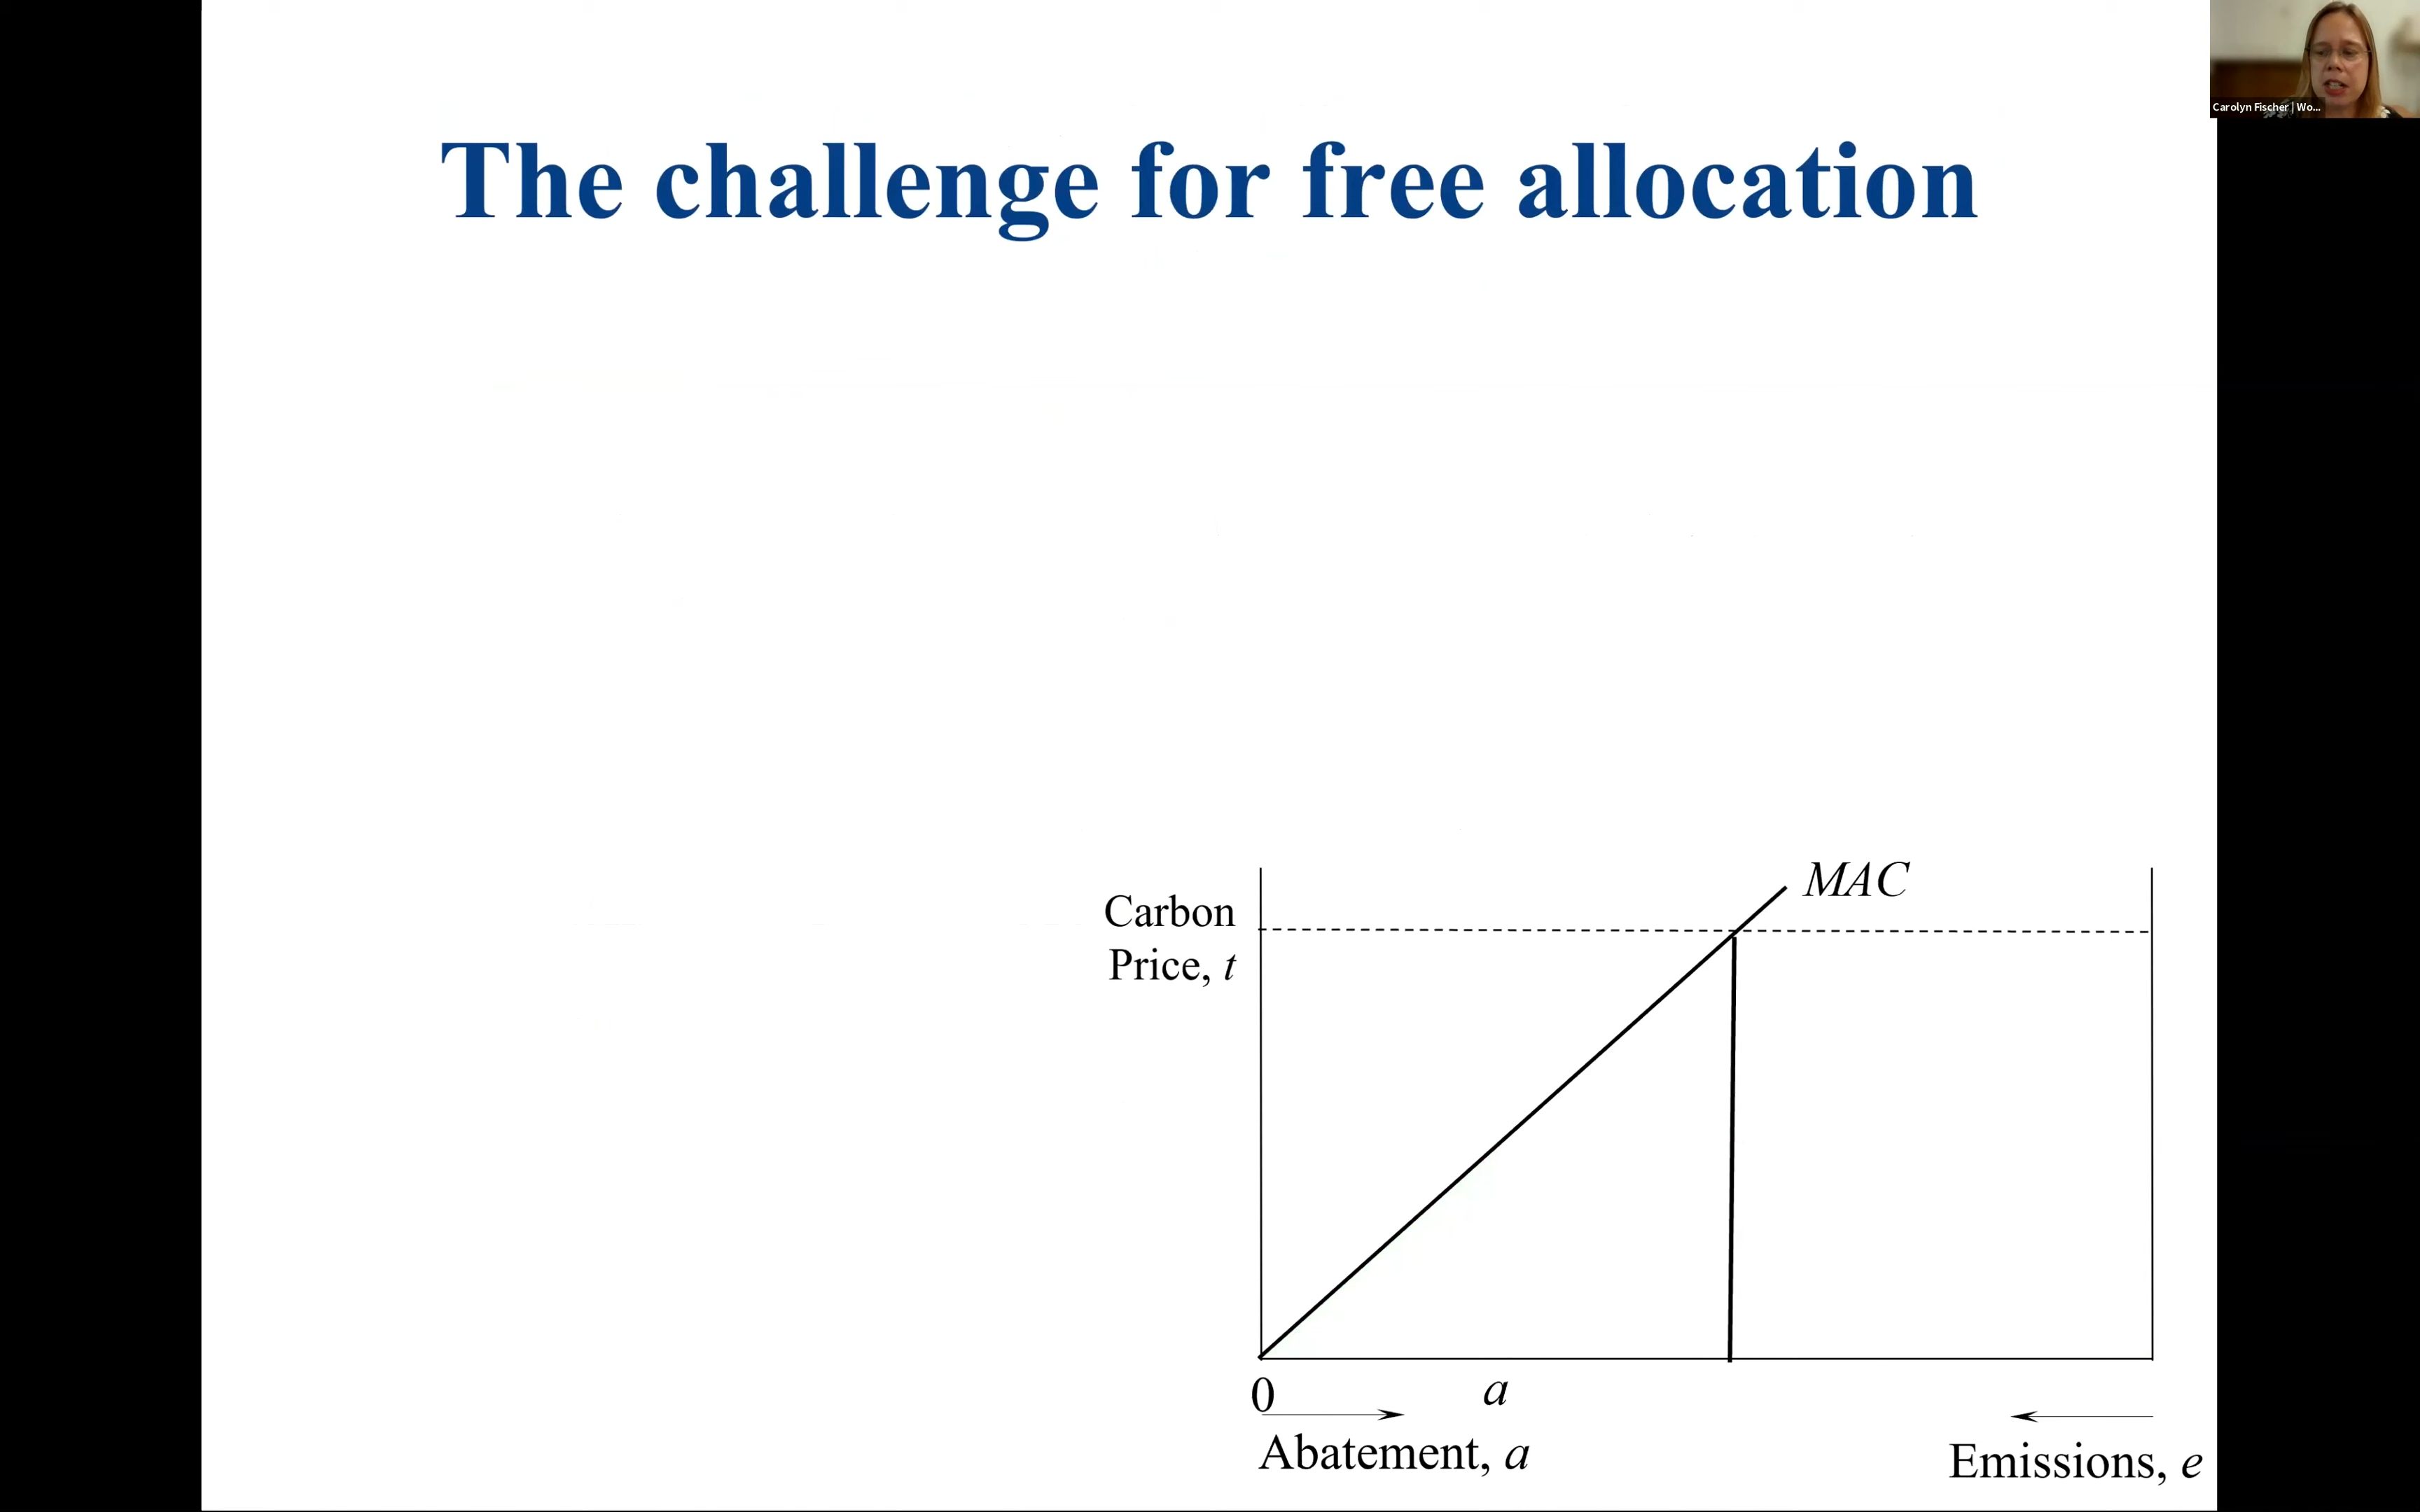 Carolyn Fischer | Wo...
The challenge for free allocation
MAC
Carbon
Price, t
0
a
Abatement, a
Emissions, e